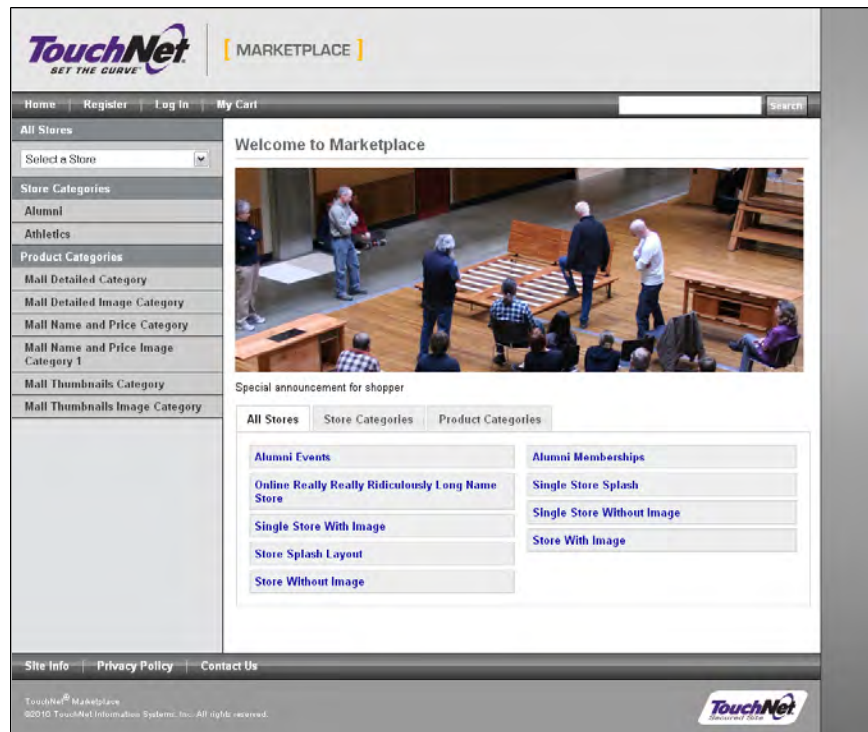 TouchNet
SET THE CURVE
[ MARKETPLACE ]
Home | Register | Log In | My Cart
Search
All Stores
Select a Store
Store Categories
Alumni
Athletics
Product Categories
Mall Detailed Category
Mall Detailed Image Category
Mall Name and Price Category
Mall Name and Price Image
Category 1
Mall Thumbnails Category
Mall Thumbnails Image Category
Welcome to Marketplace
Special announcement for shopper
All Stores
Store Categories
Product Categories
Alumni Events
Alumni Memberships
Online Really Really Ridiculously Long Name
Store
Single Store Splash
Single Store With Image
Single Store Without Image
Store Splash Layout
Store With Image
Store Without Image
Site Info | Privacy Policy | Contact Us
TouchNet® Marketplace
©2010 TouchNet Information Systems, Inc. All rights reserved.
TouchNet
Secured Site